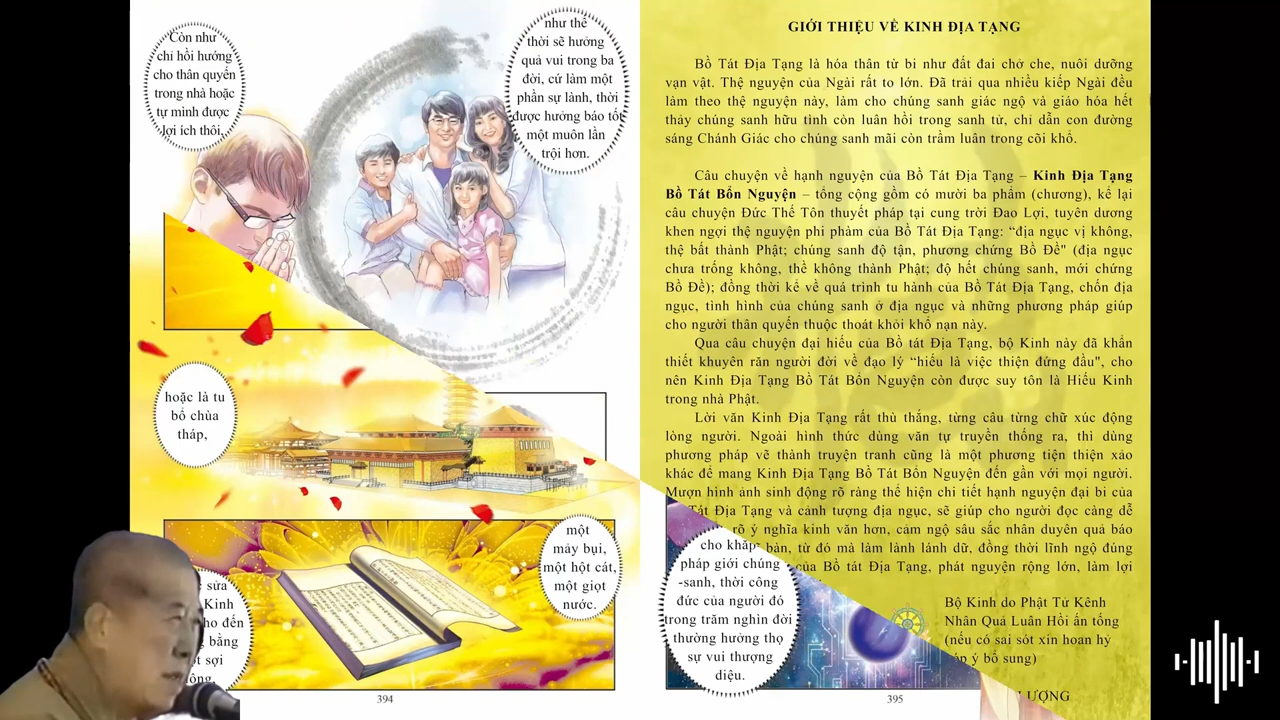 Còn như
chỉ hồi hướng
cho thân quyến
trong nhà hoặc
tự mình được
lợi ích thôi,
như thế
thời sẽ hưởng
quả vui trong ba
đời, cứ làm một
phần sự lành, thời
được hưởng báo tốt
một muôn lần
trội hơn.
hoặc là tu
bổ chùa
tháp,
một
mảy bụi,
một hột cát,
một giọt
nước.
sửa
Kinh
cho đến
bằng
sợi
394
GIỚI THIỆU VỀ KINH ĐỊA TẠNG
Bồ Tát Địa Tạng là hóa thân từ bi như đất đai chở che, nuôi dưỡng
vạn vật. Thệ nguyện của Ngài rất to lớn. Đã trải qua nhiều kiếp Ngài đều
làm theo thệ nguyện này, làm cho chúng sanh giác ngộ và giáo hóa hết
thảy chúng sanh hữu tình còn luân hồi trong sanh tử, chỉ dẫn con đường
sáng Chánh Giác cho chúng sanh mãi còn trầm luân trong cõi khổ.
Câu chuyện về hạnh nguyện của Bồ Tát Địa Tạng – Kinh Địa Tạng
Bồ Tát Bổn Nguyện – tổng cộng gồm có mười ba phẩm (chương), kể lại
câu chuyện Đức Thế Tôn thuyết pháp tại cung trời Đao Lợi, tuyên dương
khen ngợi thệ nguyện phi phàm của Bồ Tát Địa Tạng: “địa ngục vị không,
thệ bất thành Phật; chúng sanh độ tận, phương chứng Bồ Đề" (địa ngục
chưa trống không, thề không thành Phật; độ hết chúng sanh, mới chứng
Bồ Đề); đồng thời kể về quá trình tu hành của Bồ Tát Địa Tạng, chốn địa
ngục, tình hình của chúng sanh ở địa ngục và những phương pháp giúp
cho người thân quyến thuộc thoát khỏi khổ nạn này.
Qua câu chuyện đại hiếu của Bồ tát Địa Tạng, bộ Kinh này đã khẩn
thiết khuyên răn người đời về đạo lý “hiếu là việc thiện đứng đầu", cho
nên Kinh Địa Tạng Bồ Tát Bổn Nguyện còn được suy tôn là Hiếu Kinh
trong nhà Phật.
Lời văn Kinh Địa Tạng rất thù thắng, từng câu từng chữ xúc động
lòng người. Ngoài hình thức dùng văn tự truyền thống ra, thì dùng
phương pháp vẽ thành truyện tranh cũng là một phương tiện thiện xảo
khác để mang Kinh Địa Tạng Bồ Tát Bổn Nguyện đến gần với mọi người.
Mượn hình ảnh sinh động rõ ràng thể hiện chi tiết hạnh nguyện đại bi của
Tát Địa Tạng và cảnh tượng địa ngục, sẽ giúp cho người đọc càng dễ
rõ ý nghĩa kinh văn hơn, cảm ngộ sâu sắc nhân duyên quả báo
bản, từ đó mà làm lành lánh dữ, đồng thời lĩnh ngộ đúng
của Bồ tát Địa Tạng, phát nguyện rộng lớn, làm lợi
cho khắp
pháp giới chúng
-sanh, thời công
đức của người đó
trong trăm nghìn đời
thường hưởng thọ
sự vui thượng
diệu.
Bộ Kinh do Phật Tử Kênh
Nhân Quả Luân Hồi ấn tống
(nếu có sai sót xin hoan hỷ
bổ sung)
LƯỢNG
395